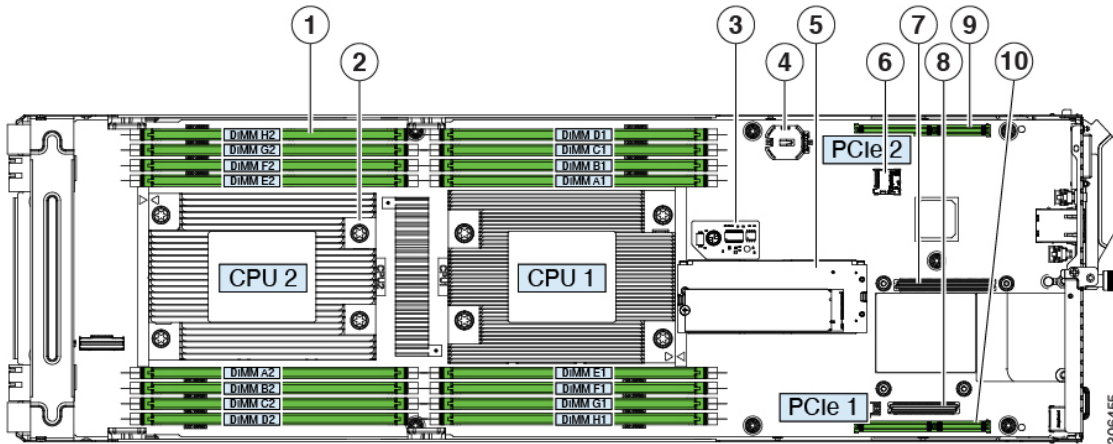 1
2
3
4
5
6
7
8
9
10
DIMM H2
DIMM D1
DIMM G2
DIMM C1
DIMM F2
DIMM B1
DIMM E2
DIMM A1
PCIe 2
CPU 2
CPU2
CPU1
CPU 1
DIMM A2
DIMM E1
DIMM B2
DIMM F1
DIMM C2
DIMM G1
DIMM D2
DIMM H1
PCIe 1